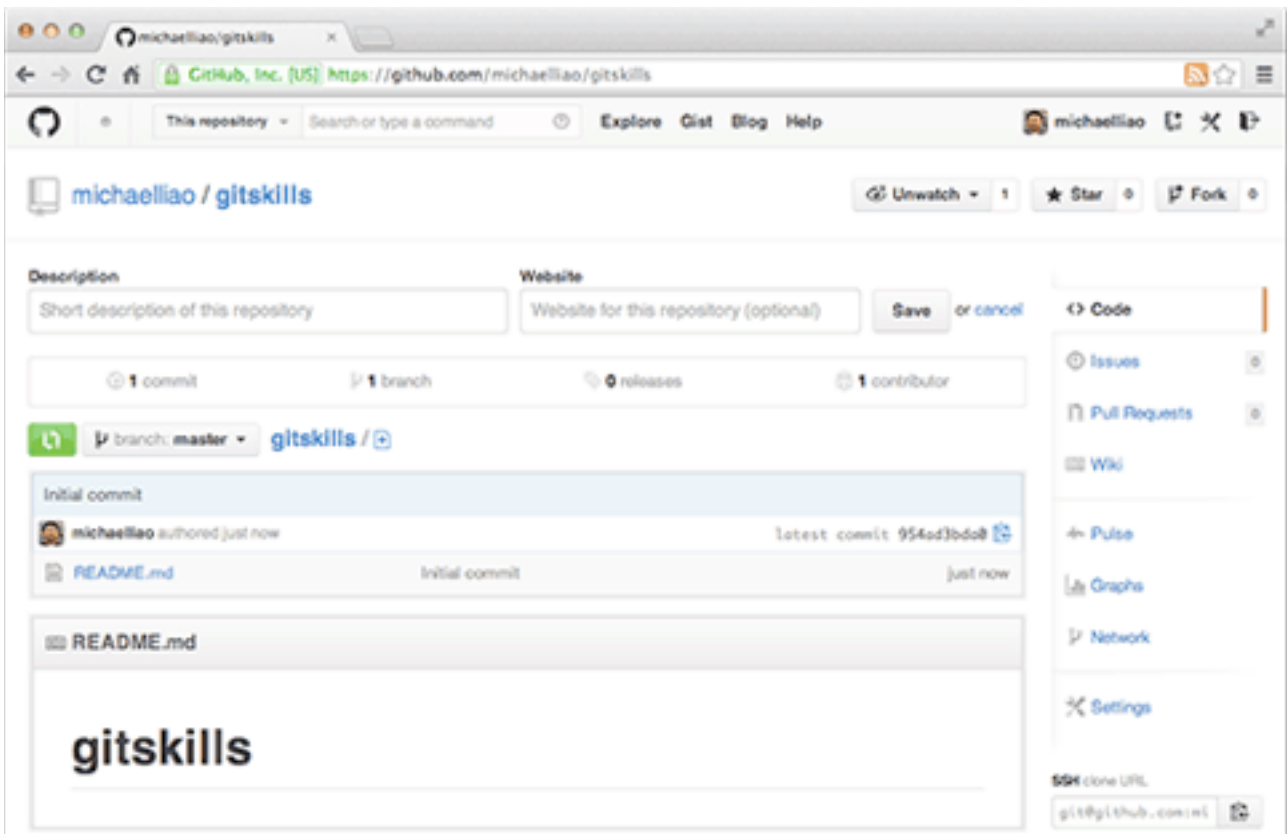 michaelliao/gitskills
GitHub, Inc. [US] https://github.com/michaelliao/gitskills
This repository Search or type a command Explore Gist Blog Help michaelliao
michaelliao / gitskills Unwatch 1 Star 0 Fork 0
Description Website
Short description of this repository Website for this repository (optional) Save or cancel
1 commit 1 branch 0 releases 1 contributor
branch: master gitskills /
Initial commit
michaelliao authored just now latest commit 954ad3bda0
README.md Initial commit just now
README.md
gitskills
Code
Issues 0
Pull Requests 0
Wiki
Pulse
Graphs
Network
Settings
SSH clone URL
git@github.com:mi